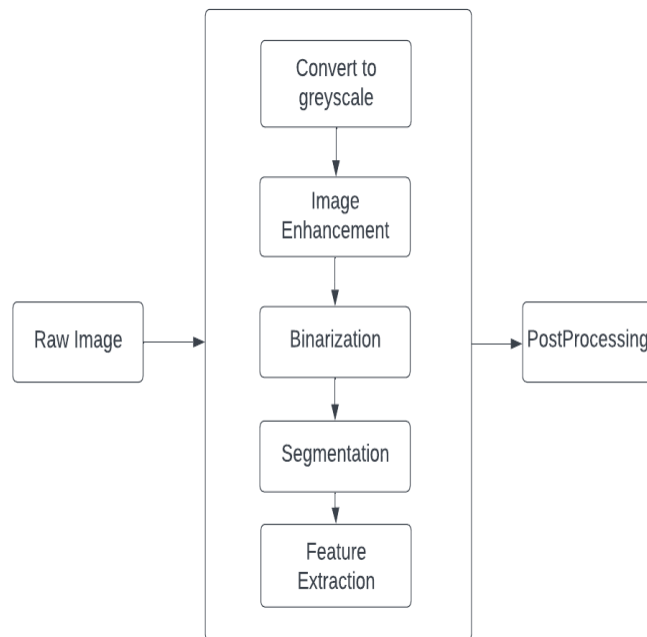 Raw Image
Convert to
greyscale
Image
Enhancement
Binarization
Segmentation
Feature
Extraction
PostProcessing